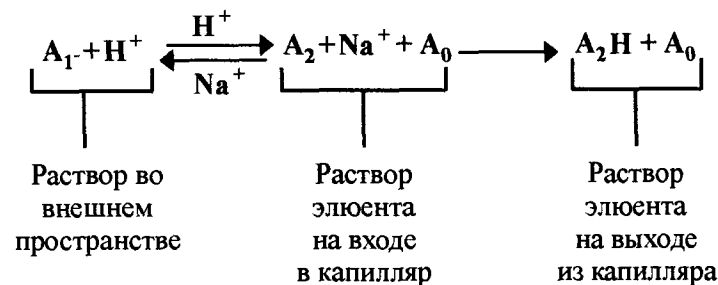 H⁺
A₁- + H⁺ ⇄ A₂ + Na⁺ + A₀ → A₂H + A₀
Na⁺
Раствор во
внешнем
пространстве
Раствор
элюента
на входе
в капилляр
Раствор
элюента
на выходе
из капилляра